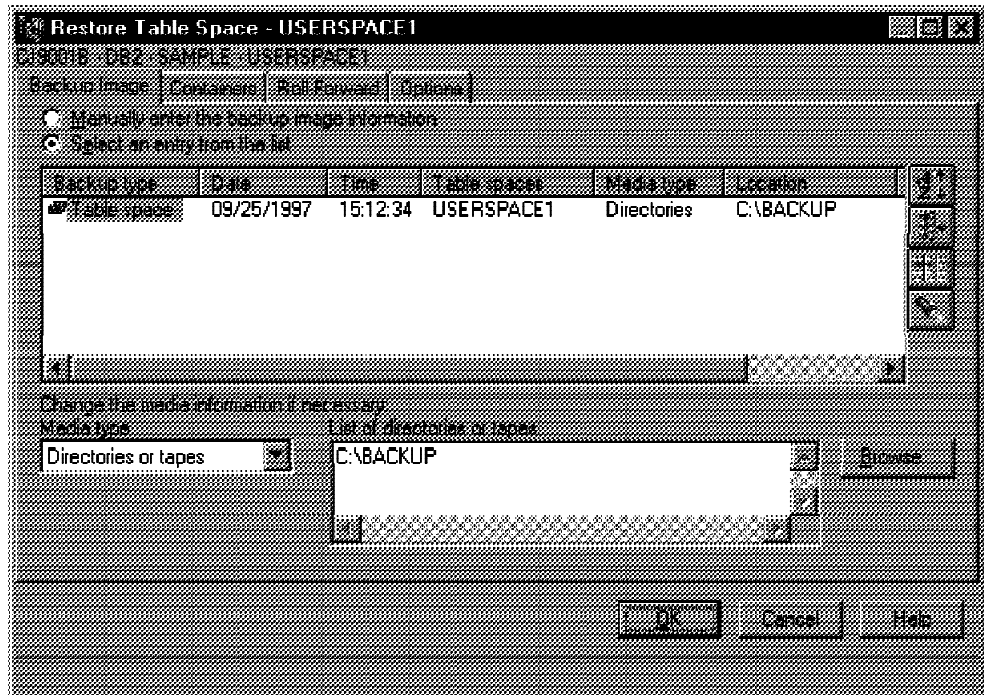 Restore Table Space - USERSPACE1
CJ9001B - DB2 - SAMPLE - USERSPACE1
Backup Image Containers Roll Forward Options
Manually enter the backup image information
Select an entry from the list
Backup type Date Time Table spaces Media type Location
Table space 09/25/1997 15:12:34 USERSPACE1 Directories C:\BACKUP
Change the media information if necessary.
Media type List of directories or tapes
Directories or tapes C:\BACKUP Browse
OK Cancel Help